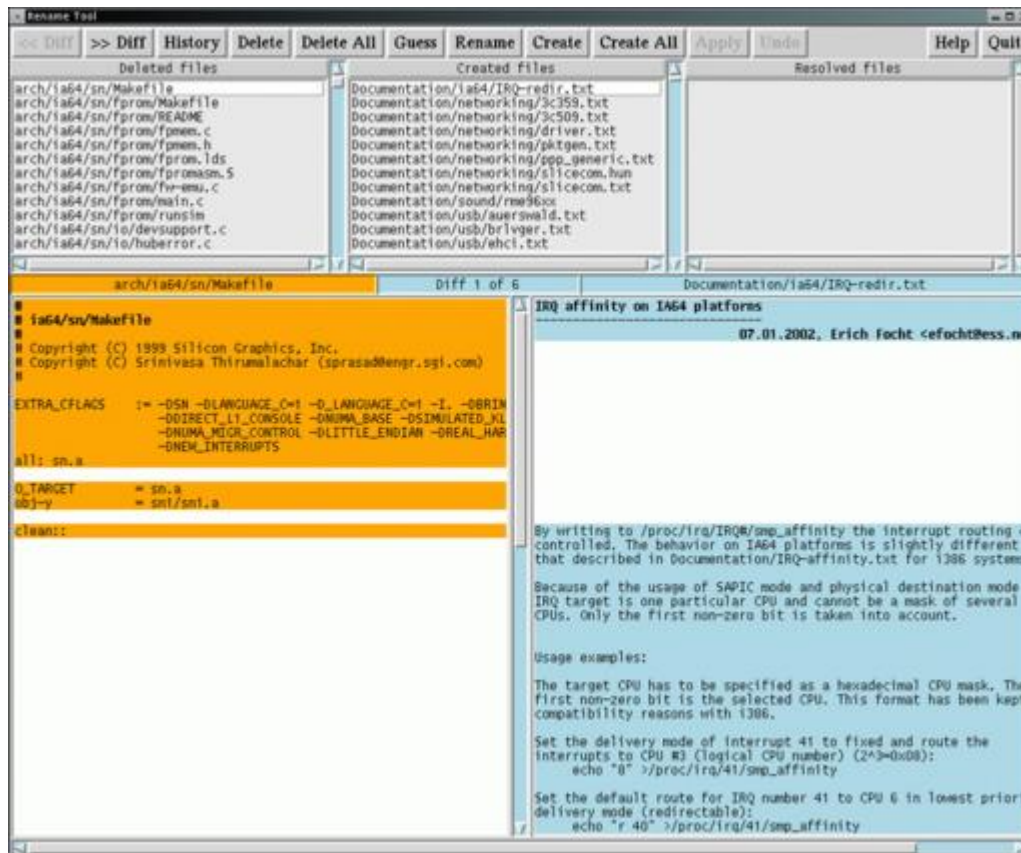 Rename Tool
<< Diff >> Diff History Delete Delete All Guess Rename Create Create All Apply Undo Help Quit
Deleted files
arch/ia64/sn/Makefile
arch/ia64/sn/fprom/Makefile
arch/ia64/sn/fprom/README
arch/ia64/sn/fprom/fpmem.c
arch/ia64/sn/fprom/fpmem.h
arch/ia64/sn/fprom/fprom.lds
arch/ia64/sn/fprom/fpromasm.S
arch/ia64/sn/fprom/fw-emu.c
arch/ia64/sn/fprom/main.c
arch/ia64/sn/fprom/runsim
arch/ia64/sn/io/devsupport.c
arch/ia64/sn/io/huberror.c
Created files
Documentation/ia64/IRQ-redir.txt
Documentation/networking/3c359.txt
Documentation/networking/3c509.txt
Documentation/networking/driver.txt
Documentation/networking/pktgen.txt
Documentation/networking/ppp_generic.txt
Documentation/networking/slicecom.hun
Documentation/networking/slicecom.txt
Documentation/sound/rme96xx
Documentation/usb/auerswald.txt
Documentation/usb/brlvger.txt
Documentation/usb/ehci.txt
Resolved files
arch/ia64/sn/Makefile
Diff 1 of 6
Documentation/ia64/IRQ-redir.txt
#
# ia64/sn/Makefile
#
# Copyright (C) 1999 Silicon Graphics, Inc.
# Copyright (C) Srinivasa Thirumalachar (sprasad@engr.sgi.com)
#
EXTRA_CFLAGS := -DSN -DLANGUAGE_C=1 -D_LANGUAGE_C=1 -I. -DBRIN
-DDIRECT_L1_CONSOLE -DNUMA_BASE -DSIMULATED_KL
-DNUMA_MIGR_CONTROL -DLITTLE_ENDIAN -DREAL_HAR
-DNEW_INTERRUPTS
all: sn.a
O_TARGET = sn.a
obj-y = sn1/sn1.a
clean::
IRQ affinity on IA64 platforms
------------------------------
07.01.2002, Erich Focht <efocht@ess.ne
By writing to /proc/irq/IRQ#/smp_affinity the interrupt routing
controlled. The behavior on IA64 platforms is slightly different
that described in Documentation/IRQ-affinity.txt for i386 systems
Because of the usage of SAPIC mode and physical destination mode
IRQ target is one particular CPU and cannot be a mask of several
CPUs. Only the first non-zero bit is taken into account.
Usage examples:
The target CPU has to be specified as a hexadecimal CPU mask. The
first non-zero bit is the selected CPU. This format has been kept
compatibility reasons with i386.
Set the delivery mode of interrupt 41 to fixed and route the
interrupts to CPU #3 (logical CPU number) (2^3=0x08):
echo "8" >/proc/irq/41/smp_affinity
Set the default route for IRQ number 41 to CPU 6 in lowest prior
delivery mode (redirectable):
echo "r 40" >/proc/irq/41/smp_affinity